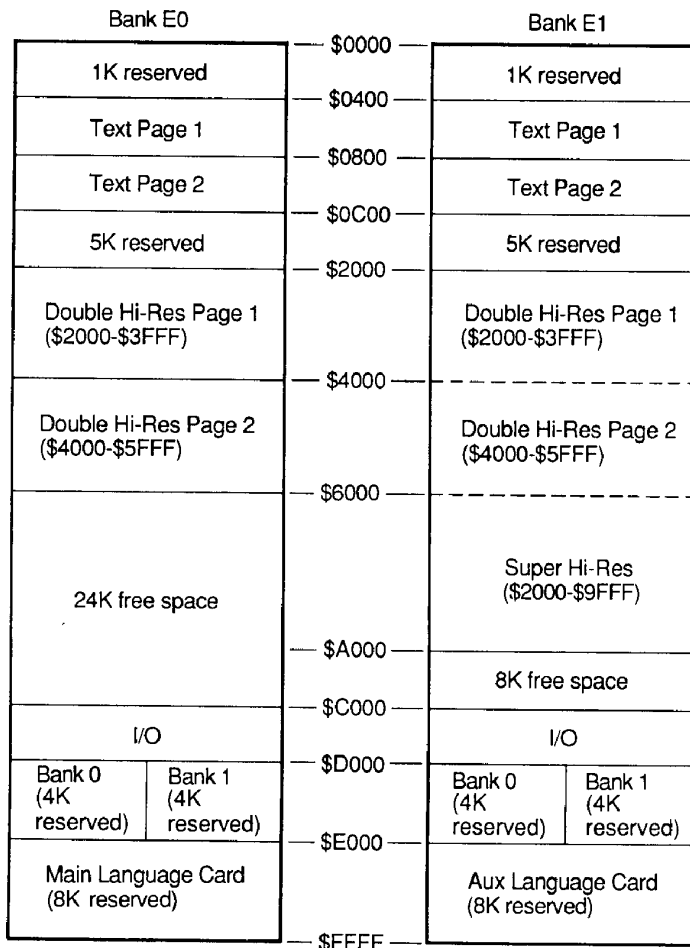 Bank E0
1K reserved
Text Page 1
Text Page 2
5K reserved
Double Hi-Res Page 1
($2000-$3FFF)
Double Hi-Res Page 2
($4000-$5FFF)
24K free space
I/O
Bank 0
(4K
reserved)
Bank 1
(4K
reserved)
Main Language Card
(8K reserved)
$0000
$0400
$0800
$0C00
$2000
$4000
$6000
$A000
$C000
$D000
$E000
$FFFF
Bank E1
1K reserved
Text Page 1
Text Page 2
5K reserved
Double Hi-Res Page 1
($2000-$3FFF)
Double Hi-Res Page 2
($4000-$5FFF)
Super Hi-Res
($2000-$9FFF)
8K free space
I/O
Bank 0
(4K
reserved)
Bank 1
(4K
reserved)
Aux Language Card
(8K reserved)